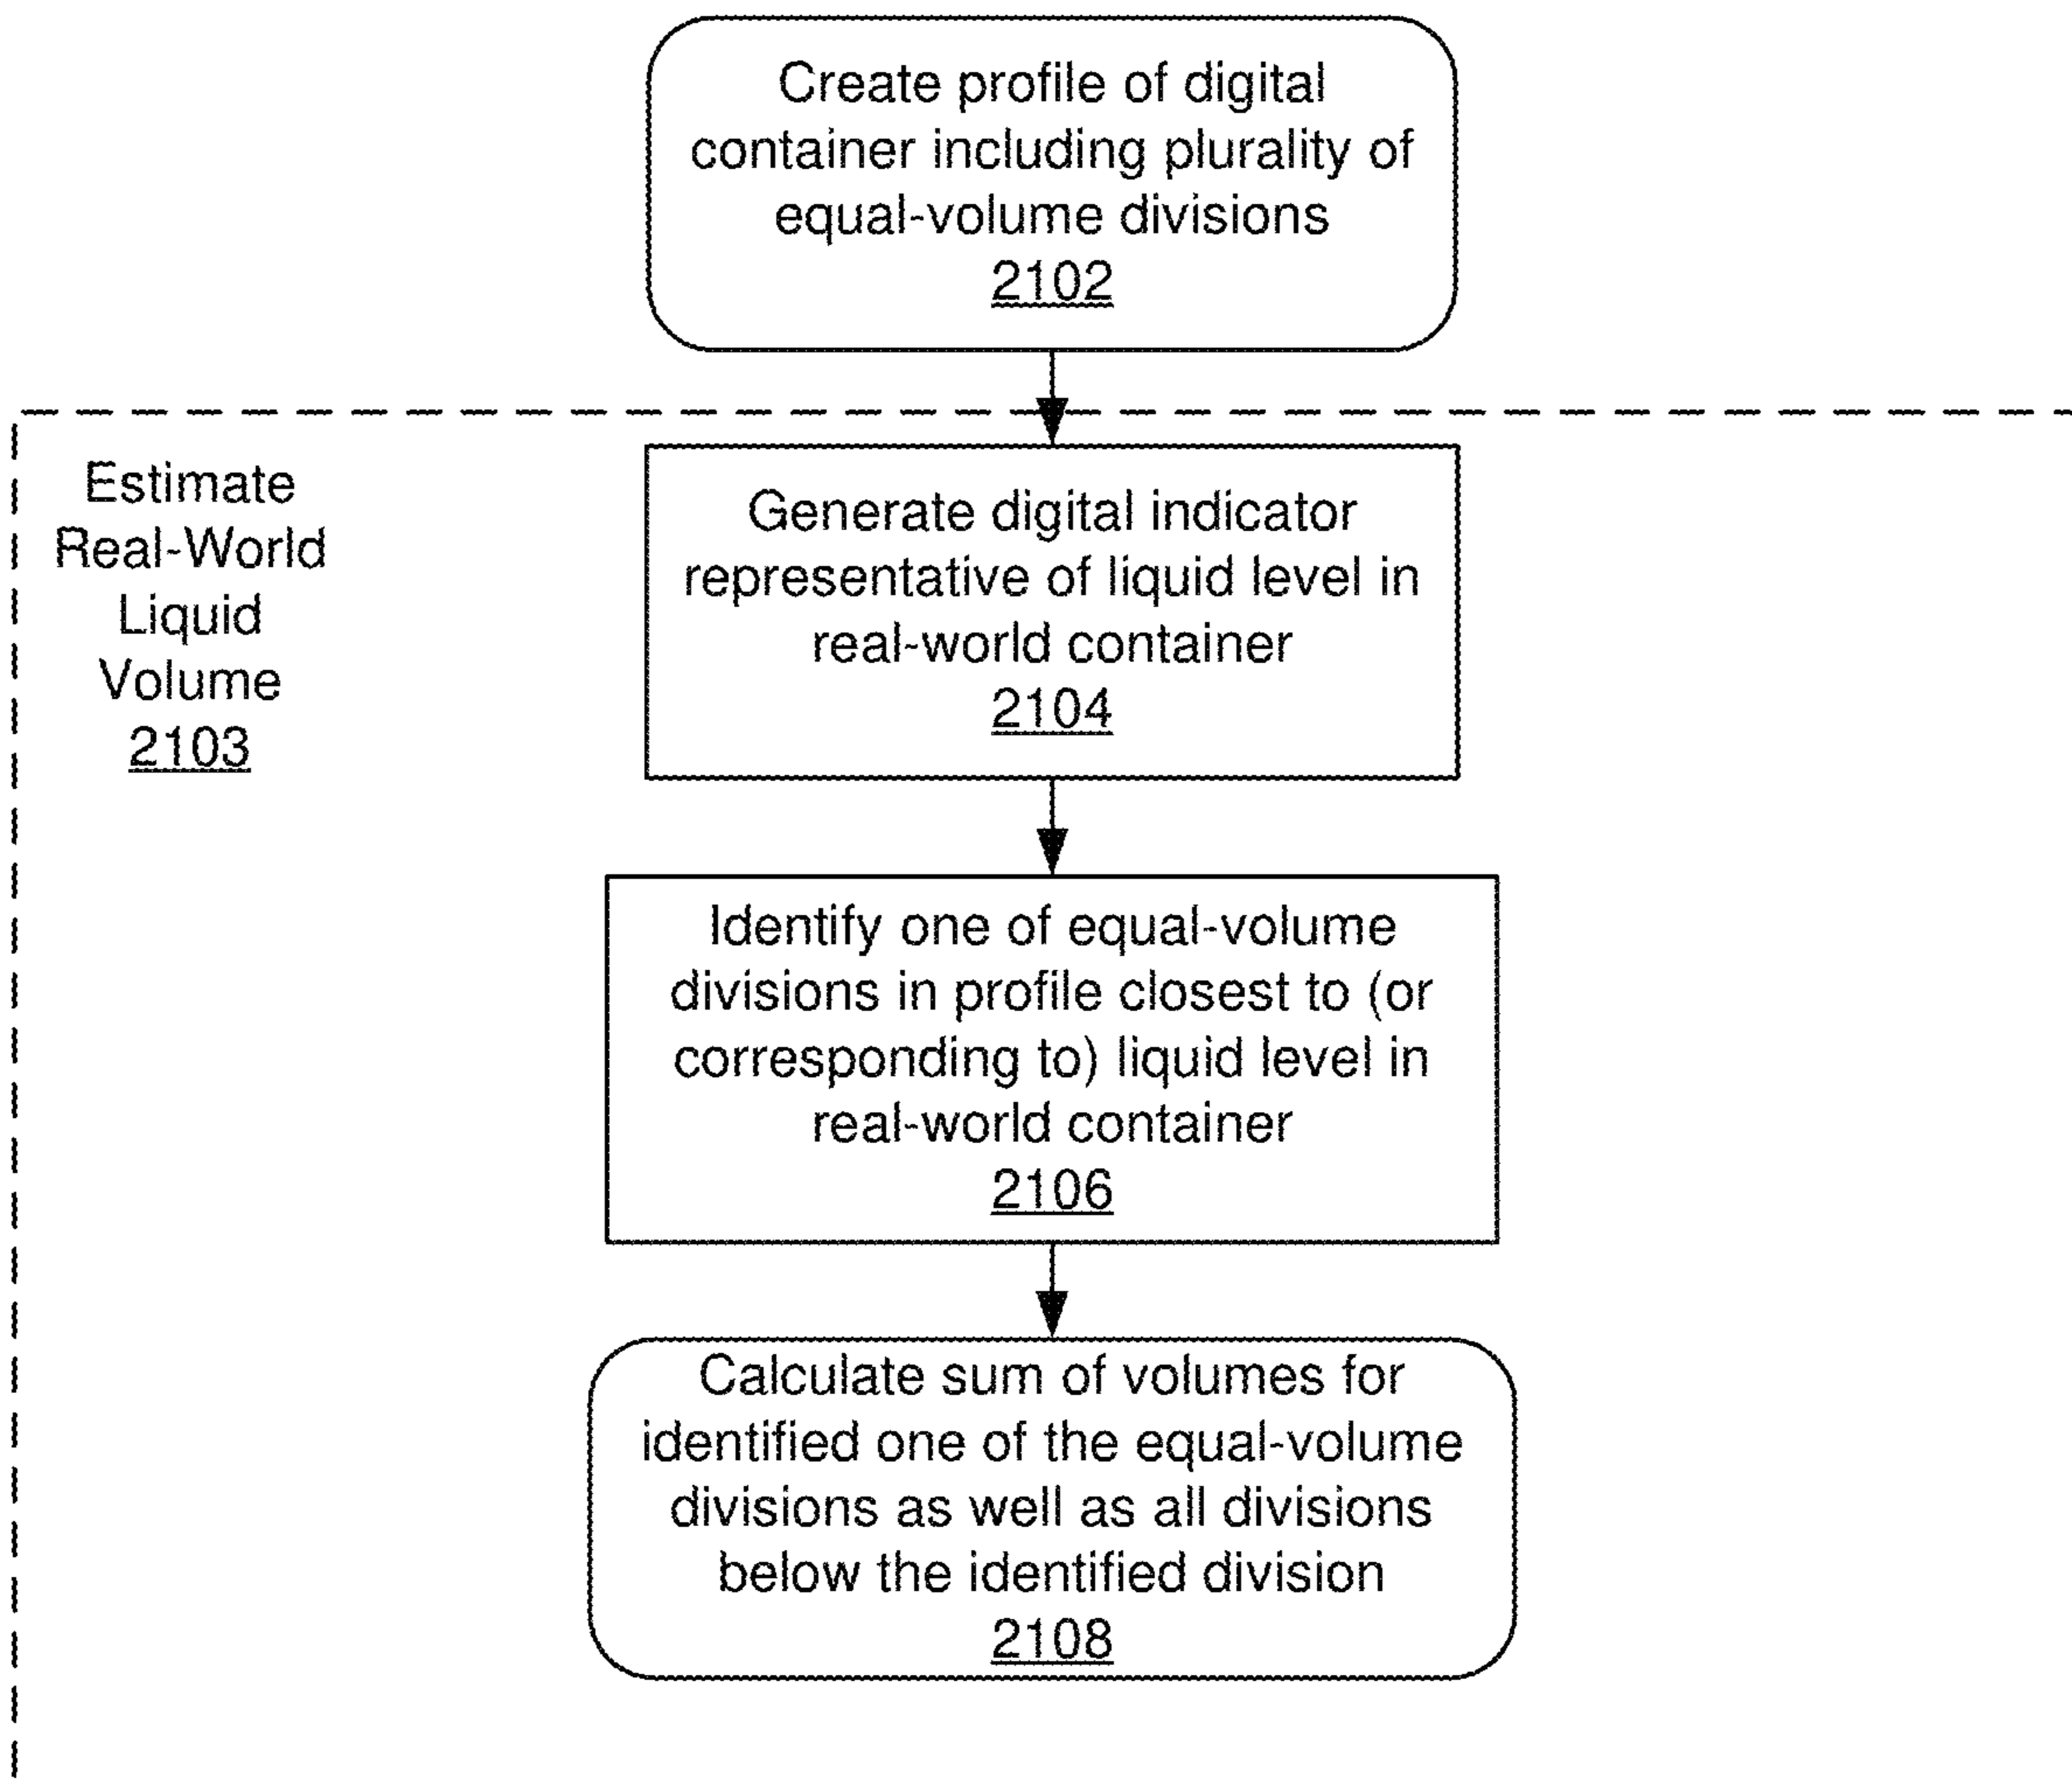 Create profile of digital
container including plurality of
equal-volume divisions
2102
Estimate
Real-World
Liquid
Volume
2103
Generate digital indicator
representative of liquid level in
real-world container
2104
Identify one of equal-volume
divisions in profile closest to (or
corresponding to) liquid level in
real-world container
2106
Calculate sum of volumes for
identified one of the equal-volume
divisions as well as all divisions
below the identified division
2108